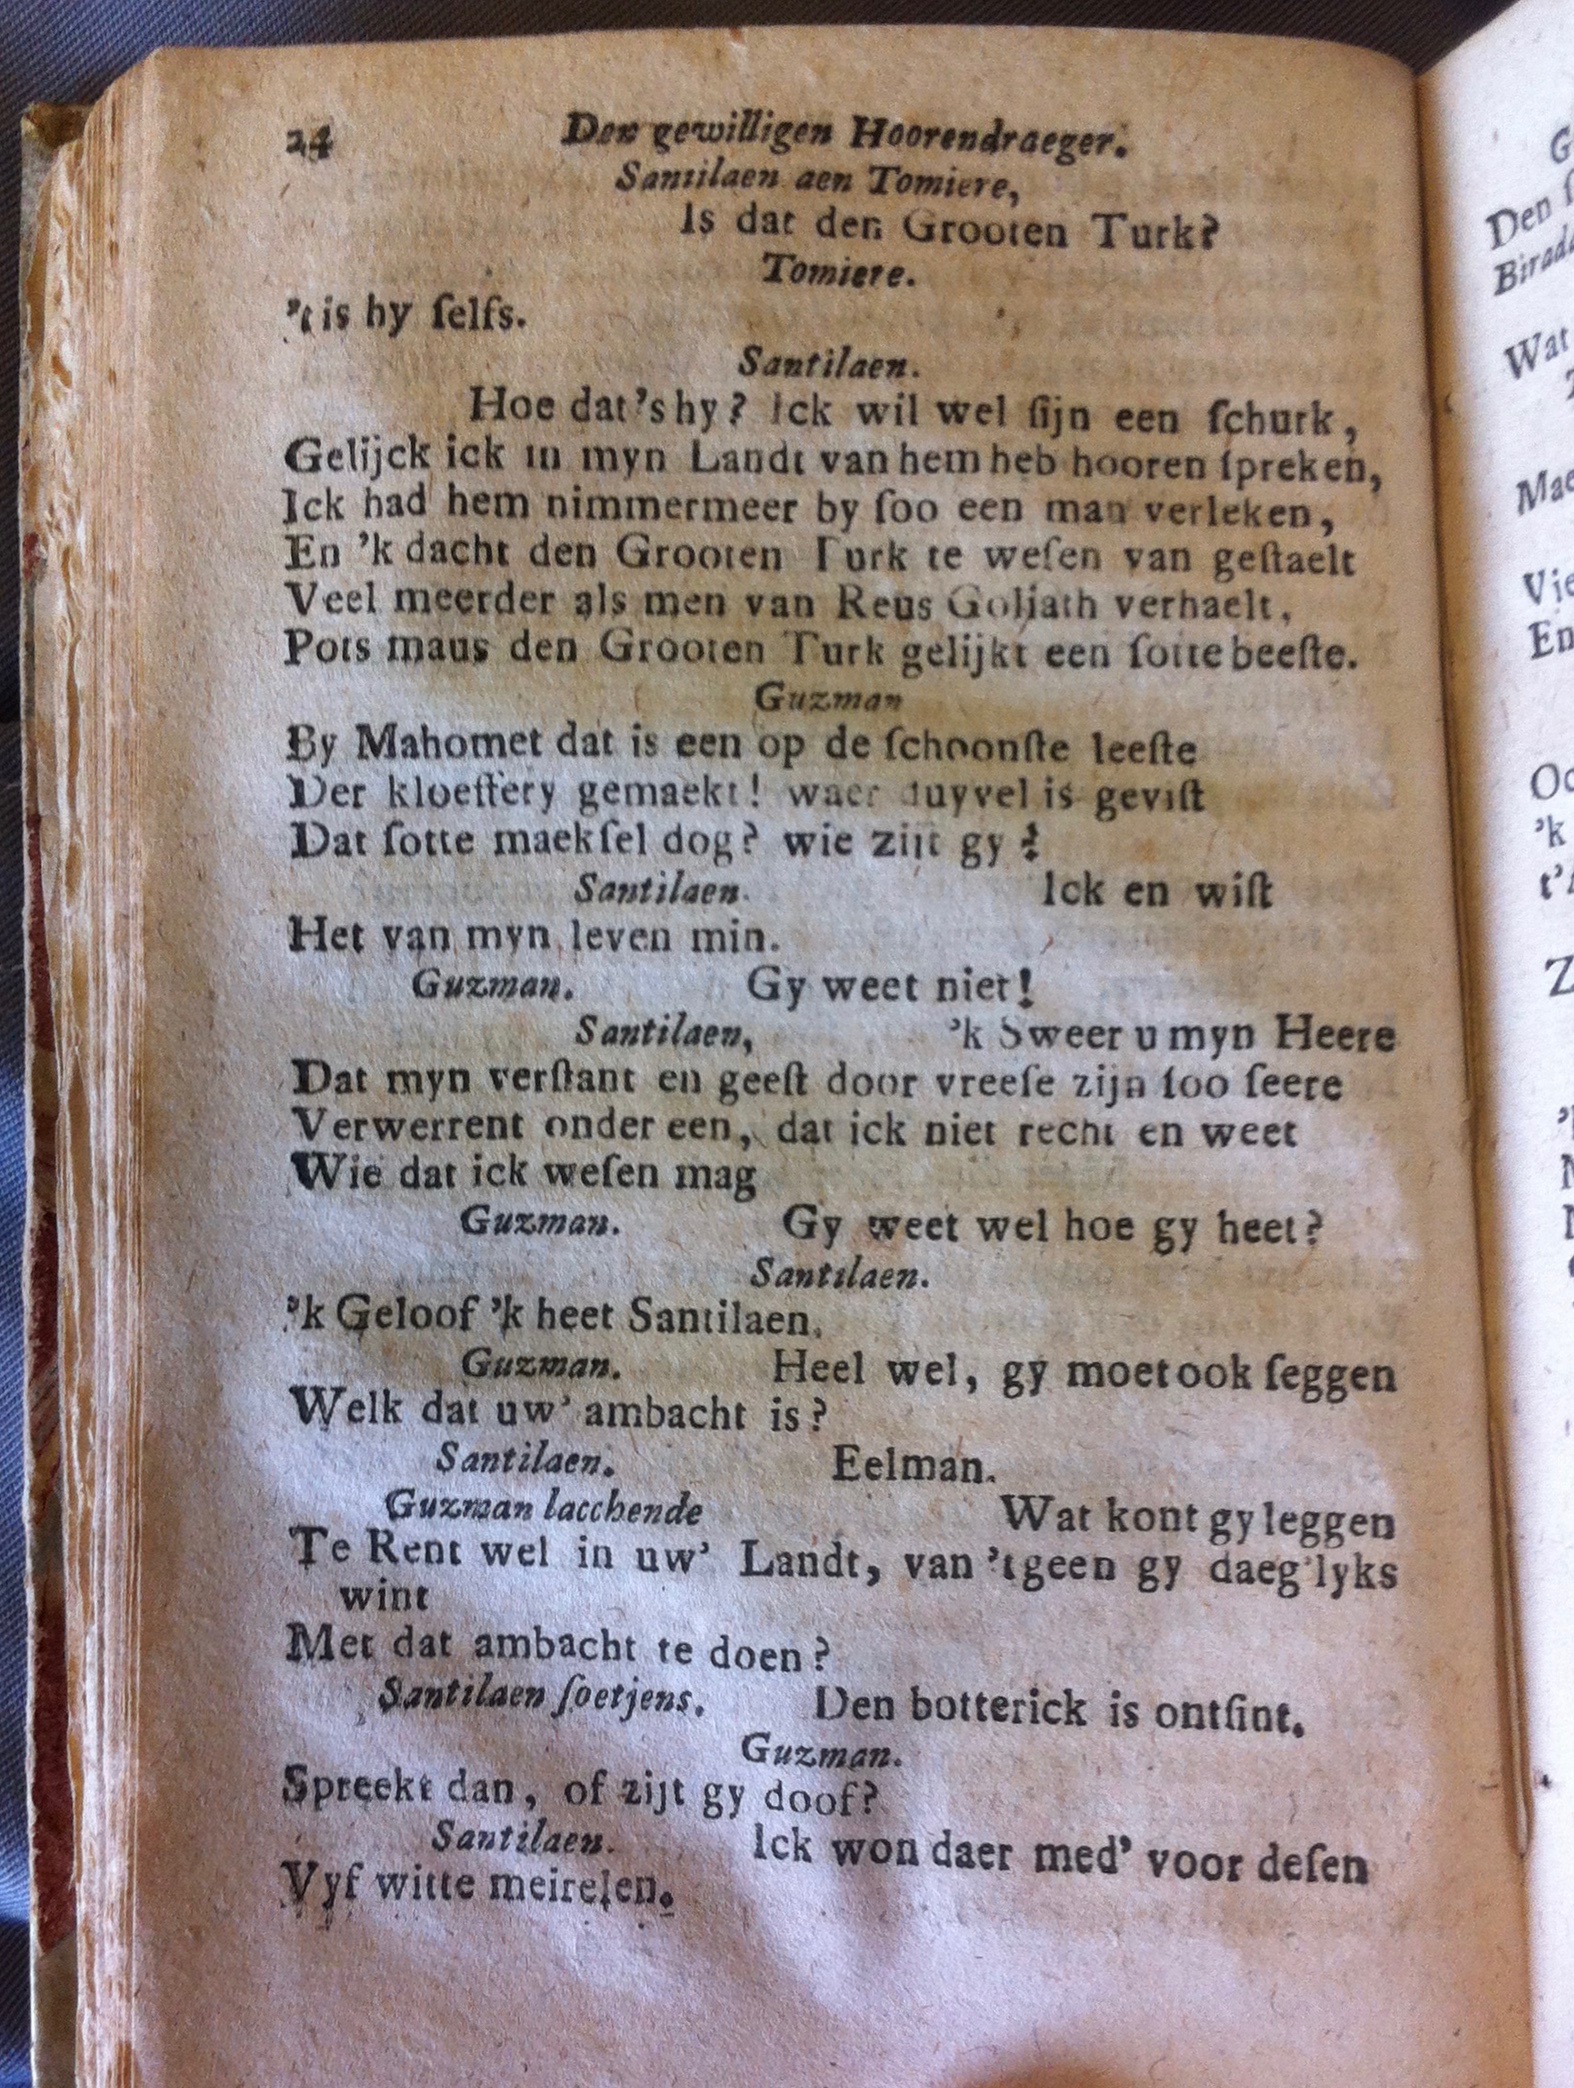 24 Den gewilligen Hoorendraeger.
Santilaen aen Tomiere,
Is dat den Grooten Turk?
Tomiere.
't is hy ſelfs.
Santilaen.
Hoe dat 's hy? Ick wil wel ſijn een ſchurk,
Gelijck ick in myn Landt van hem heb hooren ſpreken,
Ick had hem nimmermeer by ſoo een man verleken,
En 'k dacht den Grooten Turk te weſen van geſtaelt
Veel meerder als men van Reus Goliath verhaelt,
Pots maus den Grooten Turk gelijkt een ſotte beeſte.
Guzman
By Mahomet dat is een op de ſchoonſte leeſte
Der kloeffery gemaekt! waer duyvel is geviſt
Dat ſotte maekſel dog? wie zijt gy?
Santilaen. Ick en wiſt
Het van myn leven min.
Guzman. Gy weet niet!
Santilaen, 'k Sweer u myn Heere
Dat myn verſtant en geeſt door vreeſe zijn ſoo ſeere
Verwerrent onder een, dat ick niet recht en weet
Wie dat ick weſen mag
Guzman. Gy weet wel hoe gy heet?
Santilaen.
'k Geloof 'k heet Santilaen.
Guzman. Heel wel, gy moet ook ſeggen
Welk dat uw' ambacht is?
Santilaen. Eelman.
Guzman lacchende Wat kont gy leggen
Te Rent wel in uw' Landt, van 't geen gy daeg'lyks
wint
Met dat ambacht te doen?
Santilaen ſoetjens. Den botterick is ontſint.
Guzman.
Spreekt dan, of zijt gy doof?
Santilaen. Ick won daer med' voor deſen
Vyf witte meirelen.
G
Den
Wat
Mae
Vie
En
Oo
'k
Z